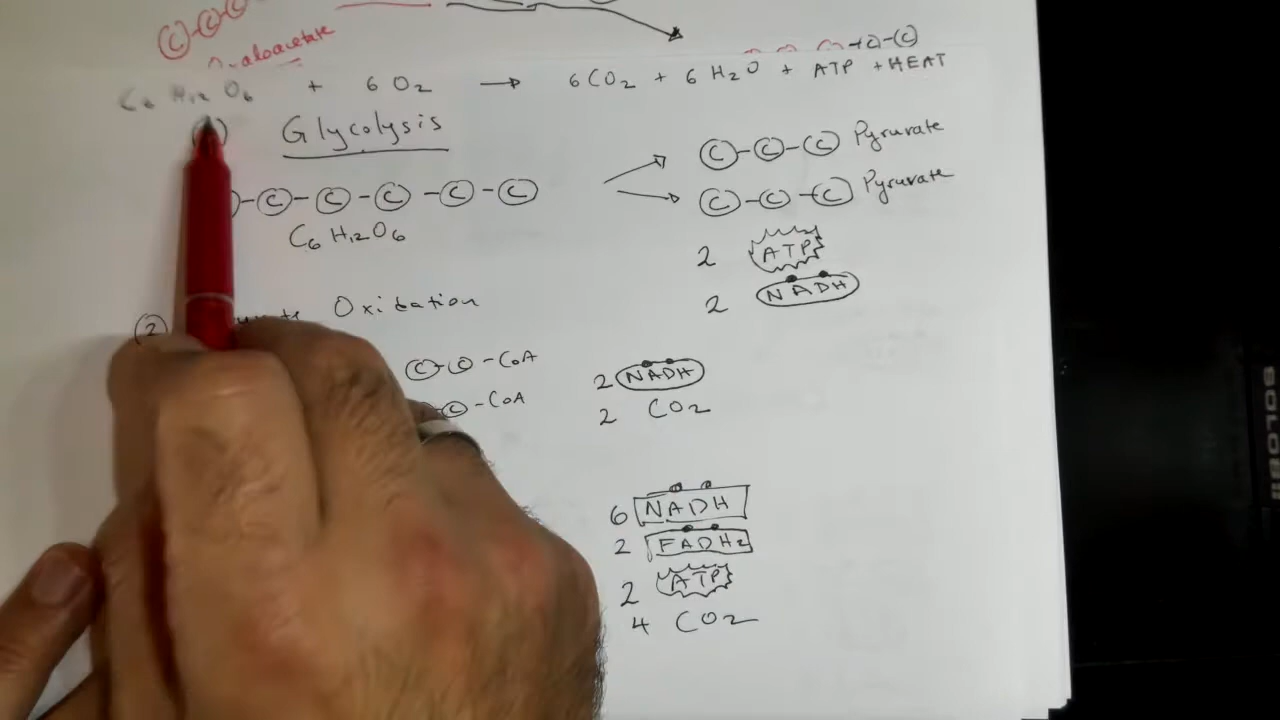 C-C-C
C-C
C6 H12 O6 + 6 O2 → 6 CO2 + 6 H2O + ATP + HEAT
Glycolysis
C-C-C Pyruvate
C-C-C-C-C
C-C-C Pyruvate
C6 H12 O6
2 ATP
2 NADH
2 Oxidation
C-C-CoA
2 NADH
C-CoA
2 CO2
6 NADH
2 FADH2
2 ATP
4 CO2